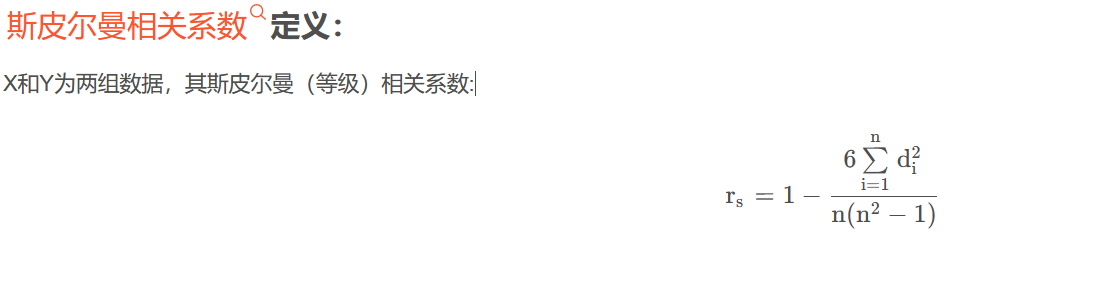 斯皮尔曼相关系数定义：
X和Y为两组数据，其斯皮尔曼（等级）相关系数:
r_s = 1 − \frac{6\sum_{i=1}^{n} d_i^2}{n(n^2 − 1)}